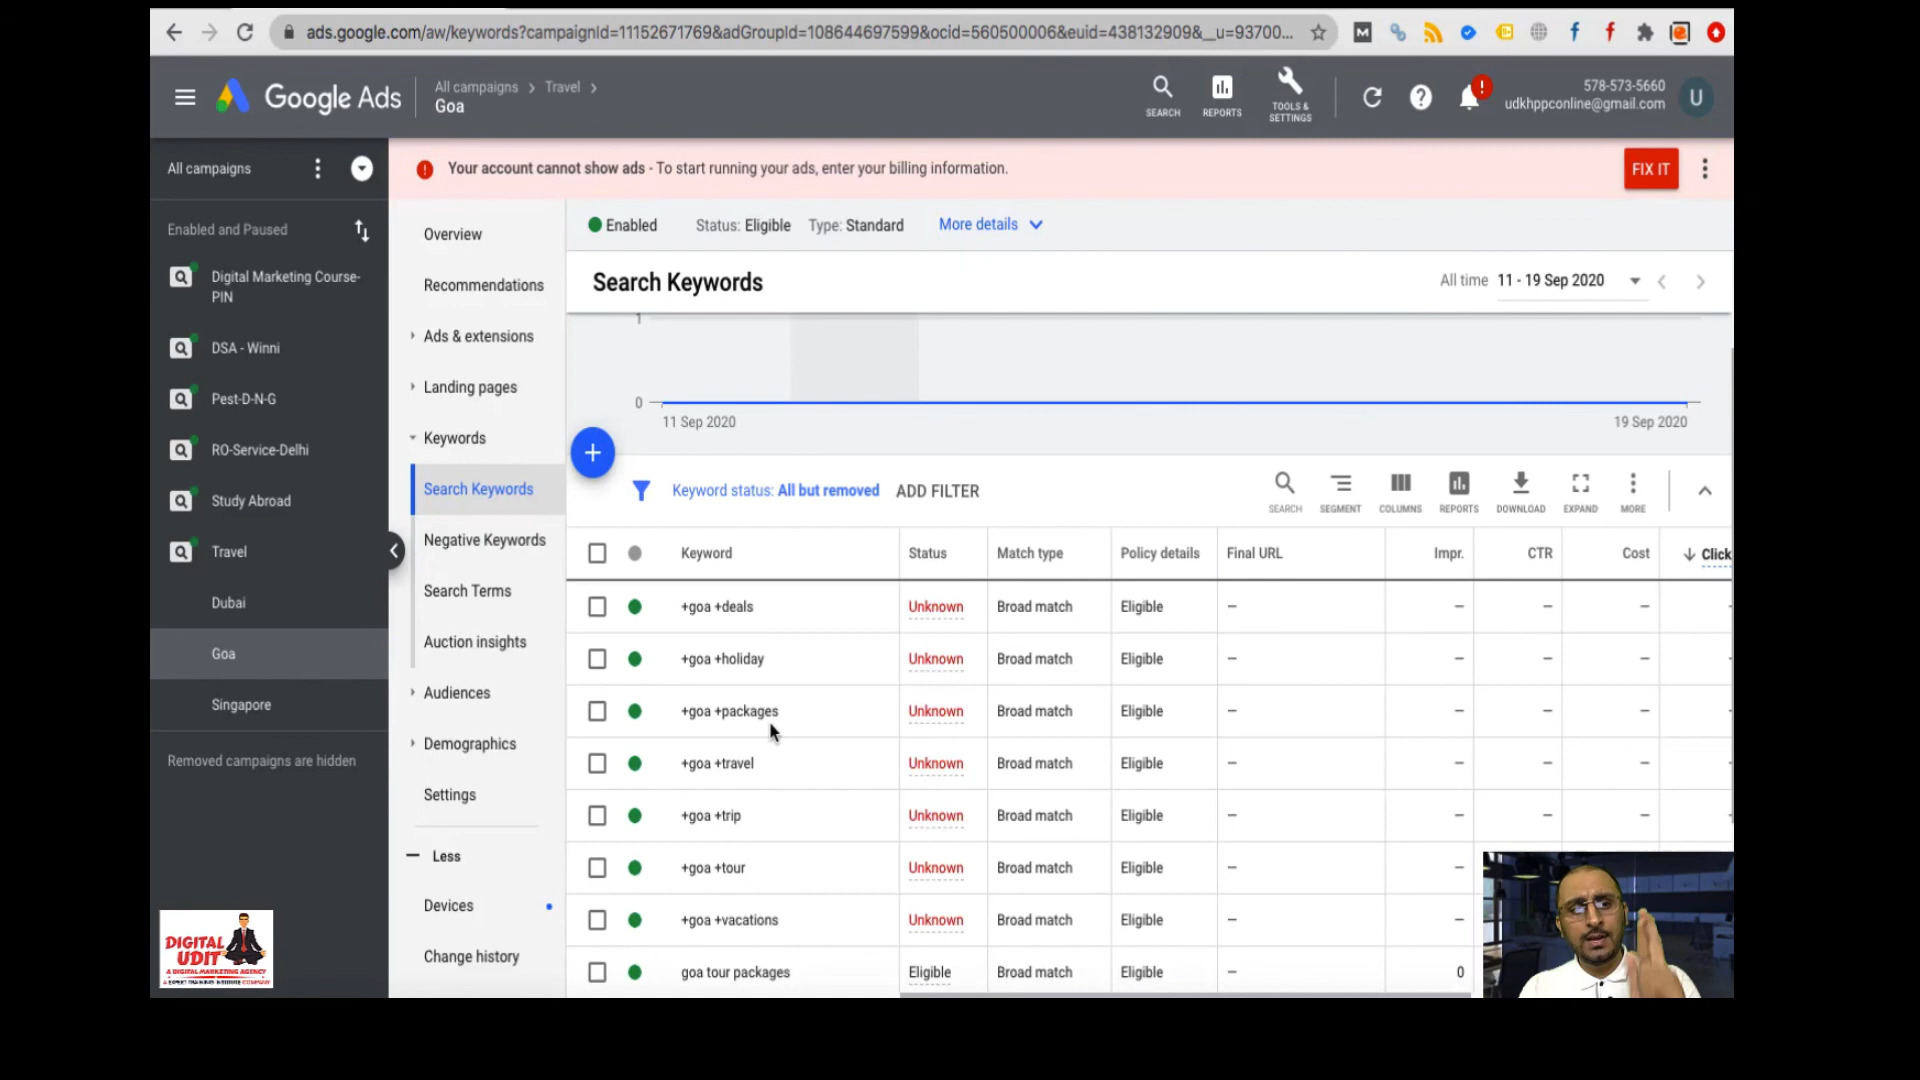 ads.google.com/aw/keywords?campaignId=11152671769&adGroupId=108644697599&ocid=560500006&euid=438132909&__u=93700...
Google Ads
All campaigns > Travel >
Goa
SEARCH
REPORTS
TOOLS &
SETTINGS
578-573-5660
udkhppconline@gmail.com
U
All campaigns
Your account cannot show ads - To start running your ads, enter your billing information.
FIX IT
Enabled and Paused
Digital Marketing Course-
PIN
DSA - Winni
Pest-D-N-G
RO-Service-Delhi
Study Abroad
Travel
Dubai
Goa
Singapore
Removed campaigns are hidden
Overview
Recommendations
Ads & extensions
Landing pages
Keywords
Search Keywords
Negative Keywords
Search Terms
Auction insights
Audiences
Demographics
Settings
Less
Devices
Change history
Enabled Status: Eligible Type: Standard More details
Search Keywords
All time 11 - 19 Sep 2020
1
0
11 Sep 2020
19 Sep 2020
Keyword status: All but removed ADD FILTER
SEARCH SEGMENT COLUMNS REPORTS DOWNLOAD EXPAND MORE
Keyword Status Match type Policy details Final URL Impr. CTR Cost Click
+goa +deals Unknown Broad match Eligible – – – –
+goa +holiday Unknown Broad match Eligible – – – –
+goa +packages Unknown Broad match Eligible – – – –
+goa +travel Unknown Broad match Eligible – – – –
+goa +trip Unknown Broad match Eligible – – – –
+goa +tour Unknown Broad match Eligible – –
+goa +vacations Unknown Broad match Eligible – –
goa tour packages Eligible Broad match Eligible – 0
DIGITAL
UDIT
A DIGITAL MARKETING AGENCY
A EXPERT TRAINING INSTITUTE COMPANY